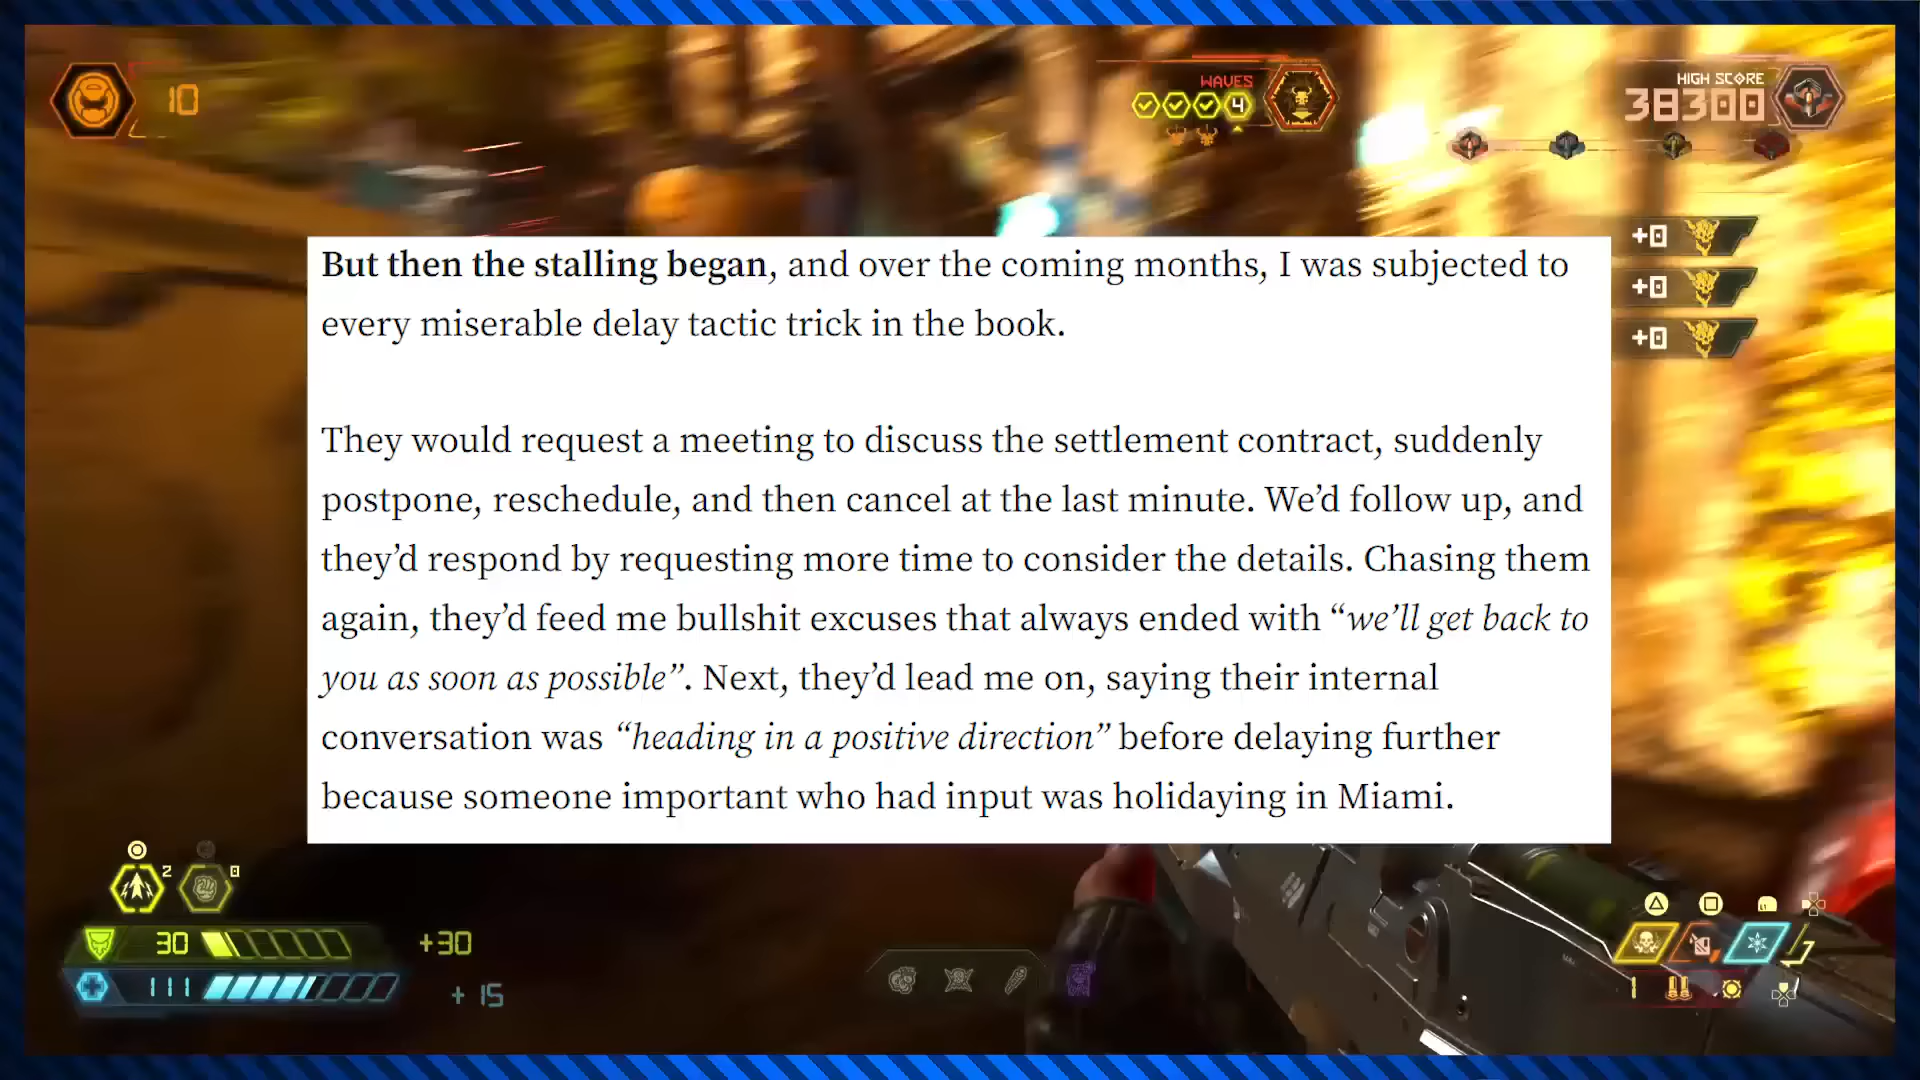 10
WAVES
4
HIGH SCORE
38300
+0
+0
+0
But then the stalling began, and over the coming months, I was subjected to
every miserable delay tactic trick in the book.
They would request a meeting to discuss the settlement contract, suddenly
postpone, reschedule, and then cancel at the last minute. We’d follow up, and
they’d respond by requesting more time to consider the details. Chasing them
again, they’d feed me bullshit excuses that always ended with “we’ll get back to
you as soon as possible”. Next, they’d lead me on, saying their internal
conversation was “heading in a positive direction” before delaying further
because someone important who had input was holidaying in Miami.
2
0
30
+30
111
+ 15
L1
1